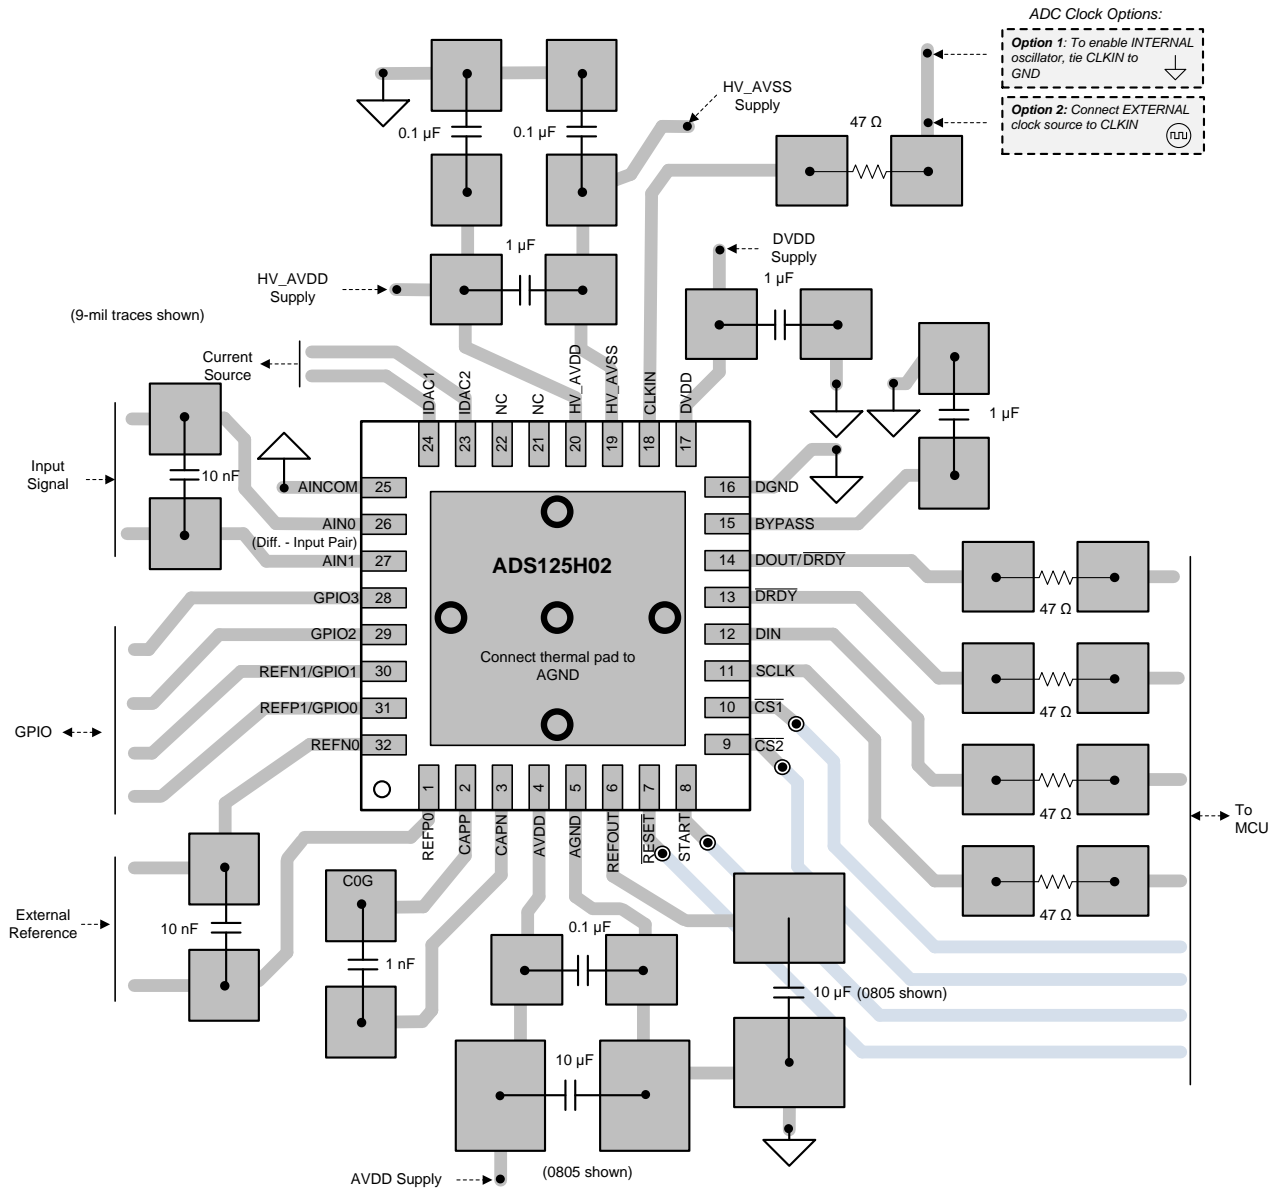 ADC Clock Options:
Option 1: To enable INTERNAL
oscillator, tie CLKIN to
GND
Option 2: Connect EXTERNAL
clock source to CLKIN
HV_AVSS
Supply
47 Ω
0.1 µF
0.1 µF
1 µF
DVDD
Supply
1 µF
HV_AVDD
Supply
(9-mil traces shown)
Current
Source
1 µF
IDAC1
IDAC2
NC
NC
HV_AVDD
HV_AVSS
CLKIN
DVDD
24
23
22
21
20
19
18
17
Input
Signal
10 nF
AINCOM
25
AIN0
26
(Diff. - Input Pair)
AIN1
27
GPIO3
28
GPIO2
29
REFN1/GPIO1
30
REFP1/GPIO0
31
REFN0
32
GPIO
ADS125H02
Connect thermal pad to
AGND
16
DGND
15
BYPASS
14
DOUT/DRDY
13
DRDY
12
DIN
11
SCLK
10
CS1
9
CS2
47 Ω
47 Ω
47 Ω
47 Ω
To
MCU
1
2
3
4
5
6
7
8
REFP0
CAPP
CAPN
AVDD
AGND
REFOUT
RESET
START
External
Reference
10 nF
C0G
1 nF
0.1 µF
10 µF (0805 shown)
10 µF
(0805 shown)
AVDD Supply